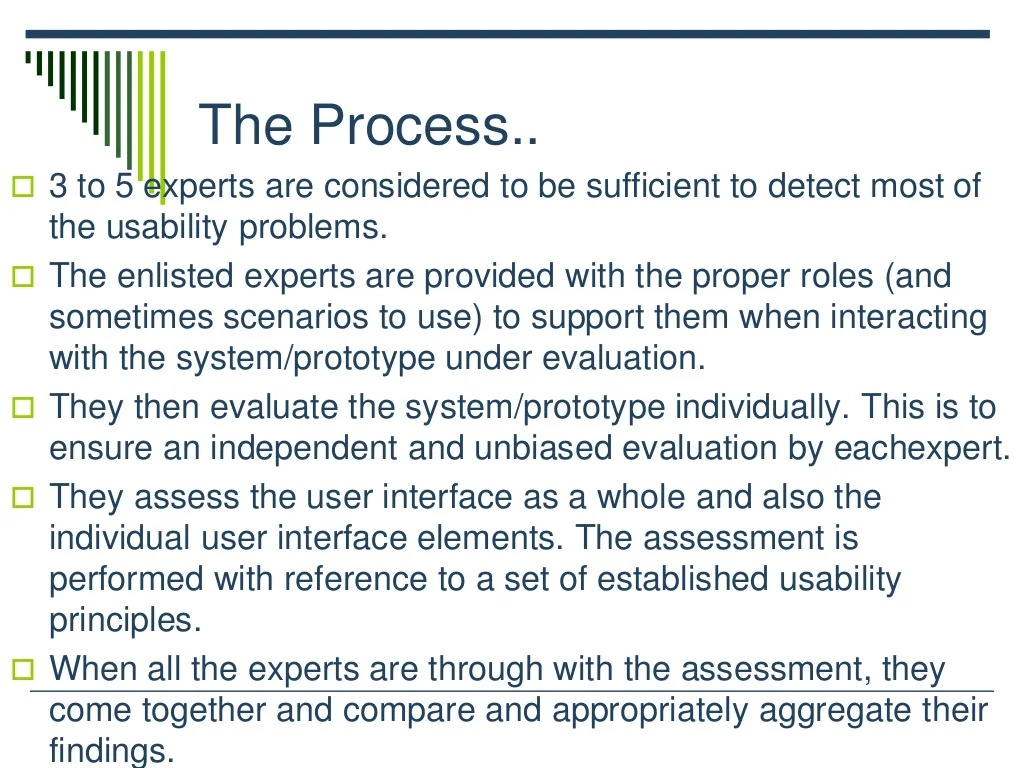 The Process..
3 to 5 experts are considered to be sufficient to detect most of
the usability problems.
The enlisted experts are provided with the proper roles (and
sometimes scenarios to use) to support them when interacting
with the system/prototype under evaluation.
They then evaluate the system/prototype individually. This is to
ensure an independent and unbiased evaluation by eachexpert.
They assess the user interface as a whole and also the
individual user interface elements. The assessment is
performed with reference to a set of established usability
principles.
When all the experts are through with the assessment, they
come together and compare and appropriately aggregate their
findings.